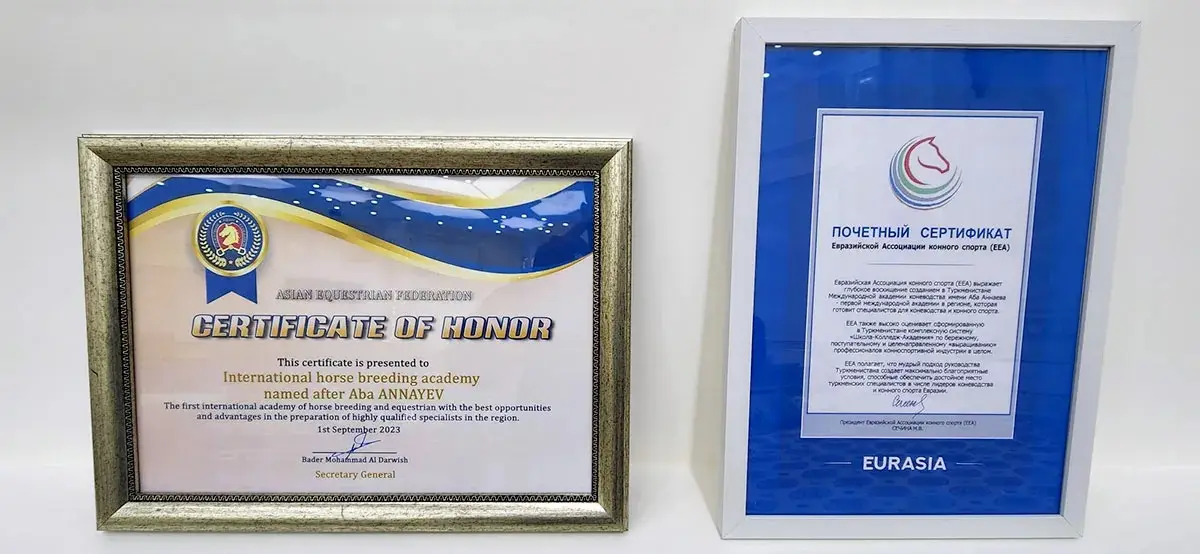 ASIAN EQUESTRIAN FEDERATION
CERTIFICATE OF HONOR
This certificate is presented to
International horse breeding academy
named after Aba ANNAYEV
The first international academy of horse breeding and equestrian with the best opportunities
and advantages in the preparation of highly qualified specialists in the region.
1st September 2023
Bader Mohammad Al Darwish
Secretary General
ПОЧЕТНЫЙ СЕРТИФИКАТ
Евразийской Ассоциации конного спорта (ЕЕА)
Евразийская Ассоциация конного спорта (ЕЕА) выражает
глубокое восхищение созданием в Туркменистане
Международной академии коневодства имени Аба Аннаева
- первой международной академии в регионе, которая
готовит специалистов для коневодства и конного спорта.
ЕЕА также высоко оценивает сформированную
в Туркменистане комплексную систему
«Школа-Колледж-Академия» по бережному,
поступательному и целенаправленному «выращиванию»
профессионалов конноспортивной индустрии в целом.
ЕЕА полагает, что мудрый подход руководства
Туркменистана создает максимально благоприятные
условия, способные обеспечить достойное место
туркменских специалистов в числе лидеров коневодства
и конного спорта Евразии.
Президент Евразийской Ассоциации конного спорта (ЕЕА)
СЕЧИНА М.В.
EURASIA